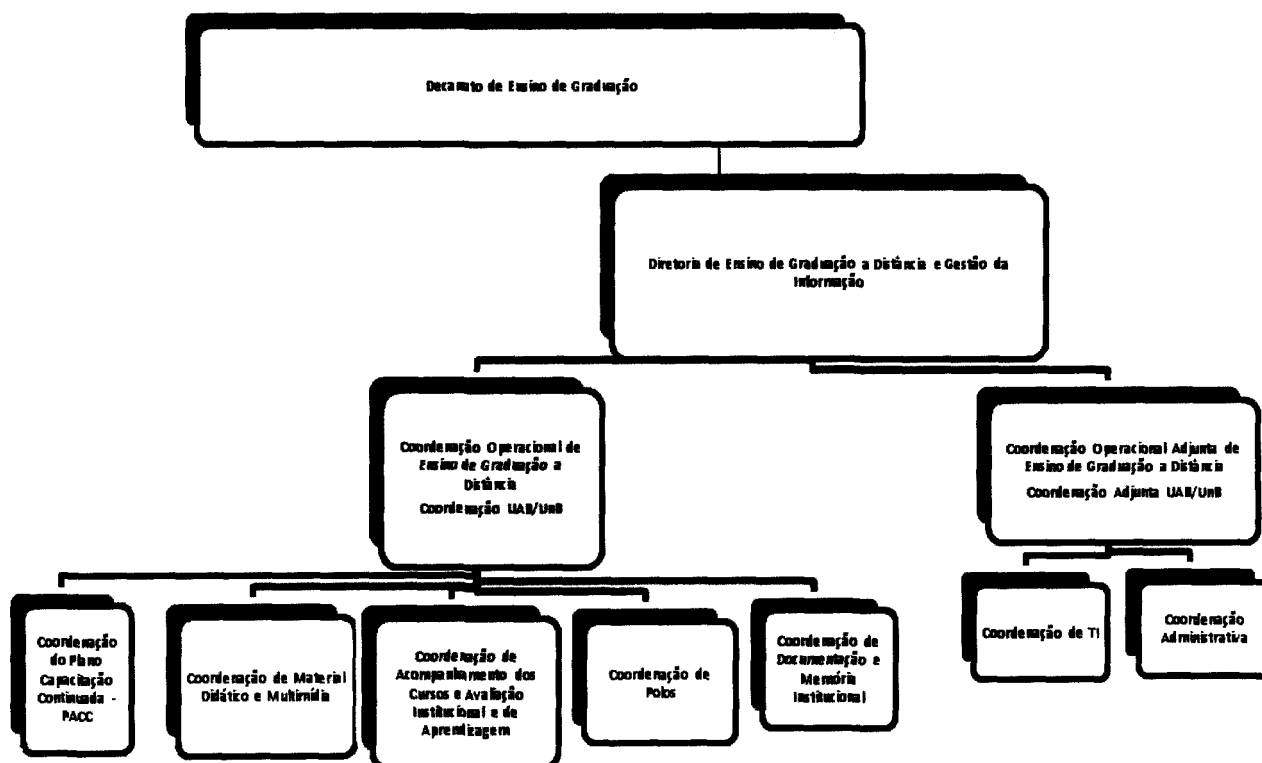 Decanato de Ensino de Graduação
Diretoria de Ensino de Graduação a Distância e Gestão da
Informação
Coordenação Operacional de
Ensino de Graduação a
Distância
Coordenação UAB/UnB
Coordenação Operacional Adjunta de
Ensino de Graduação a Distância
Coordenação Adjunta UAB/UnB
Coordenação
do Plano
Capacitação
Continuada -
PACC
Coordenação de Material
Didático e Multimídia
Coordenação de
Acompanhamento dos
Cursos e Avaliação
Institucional e de
Aprendizagem
Coordenação de
Polos
Coordenação de
Documentação e
Memória
Institucional
Coordenação de TI
Coordenação
Administrativa